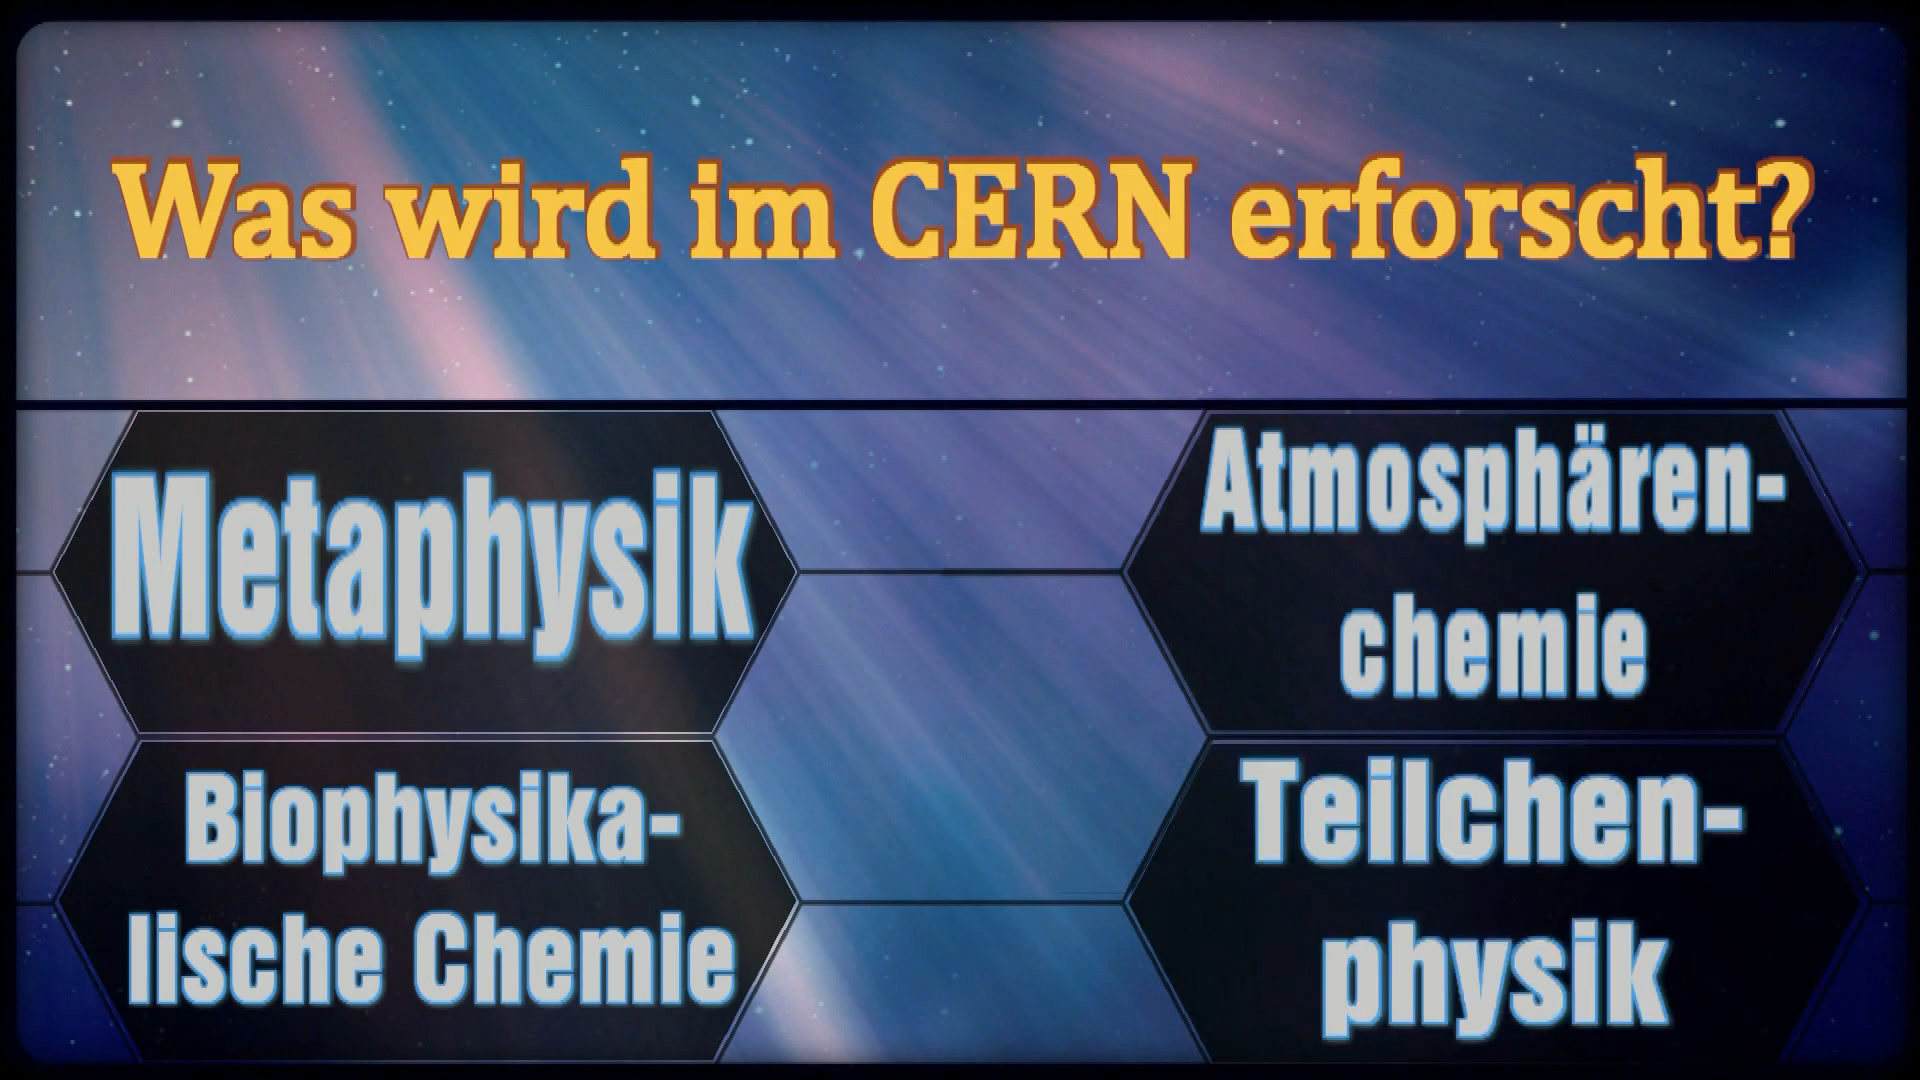 Was wird im CERN erforscht?
Metaphysik
Atmosphären-
chemie
Biophysika-
lische Chemie
Teilchen-
physik